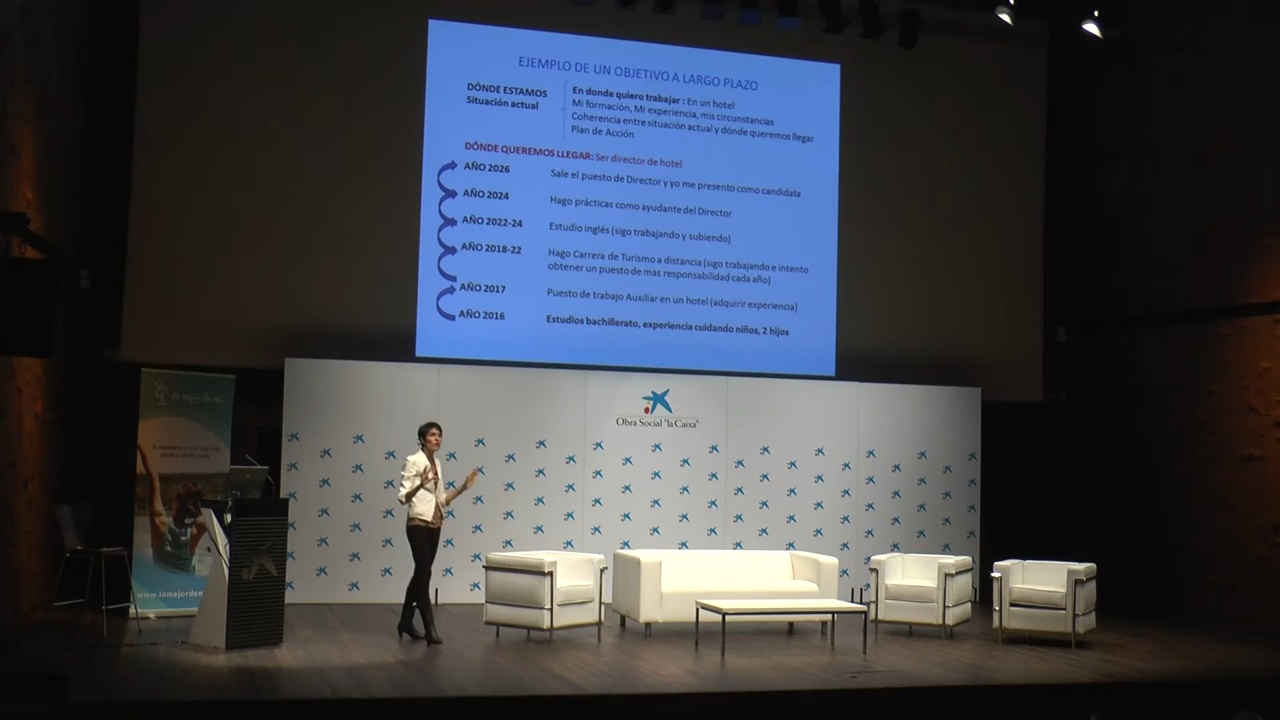 EJEMPLO DE UN OBJETIVO A LARGO PLAZO
DÓNDE ESTAMOS
Situación actual
En donde quiero trabajar : En un hotel
Mi formación, Mi experiencia, mis circunstancias
Coherencia entre situación actual y dónde queremos llegar
Plan de Acción
DÓNDE QUEREMOS LLEGAR: Ser director de hotel
AÑO 2026 Sale el puesto de Director y yo me presento como candidata
AÑO 2024 Hago prácticas como ayudante del Director
AÑO 2022-24 Estudio inglés (sigo trabajando y subiendo)
AÑO 2018-22 Hago Carrera de Turismo a distancia (sigo trabajando e intento
obtener un puesto de mas responsabilidad cada año)
AÑO 2017 Puesto de trabajo Auxiliar en un hotel (adquirir experiencia)
AÑO 2016 Estudios bachillerato, experiencia cuidando niños, 2 hijos
Obra Social "la Caixa"
www.lomejordem